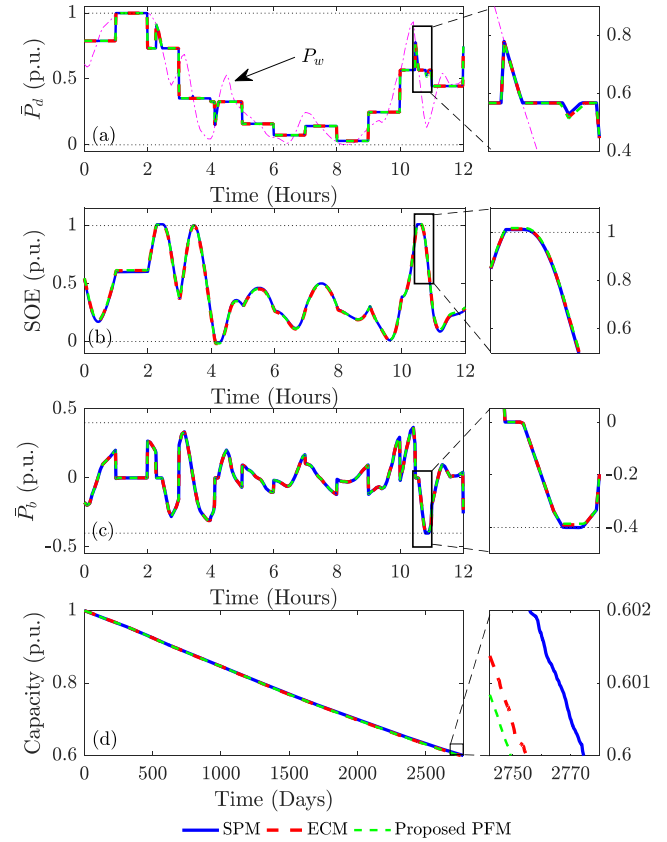 1
0.5
0
P̄_d (p.u.)
P_w
(a)
0 2 4 6 8 10 12
Time (Hours)
0.8
0.6
0.4
1
0.5
0
SOE (p.u.)
(b)
0 2 4 6 8 10 12
Time (Hours)
1
0.8
0.6
0.5
0
-0.5
P̄_b (p.u.)
(c)
0 2 4 6 8 10 12
Time (Hours)
0
-0.2
-0.4
1
0.8
0.6
Capacity (p.u.)
(d)
0 500 1000 1500 2000 2500
Time (Days)
0.602
0.601
0.6
2750 2770
SPM ECM Proposed PFM